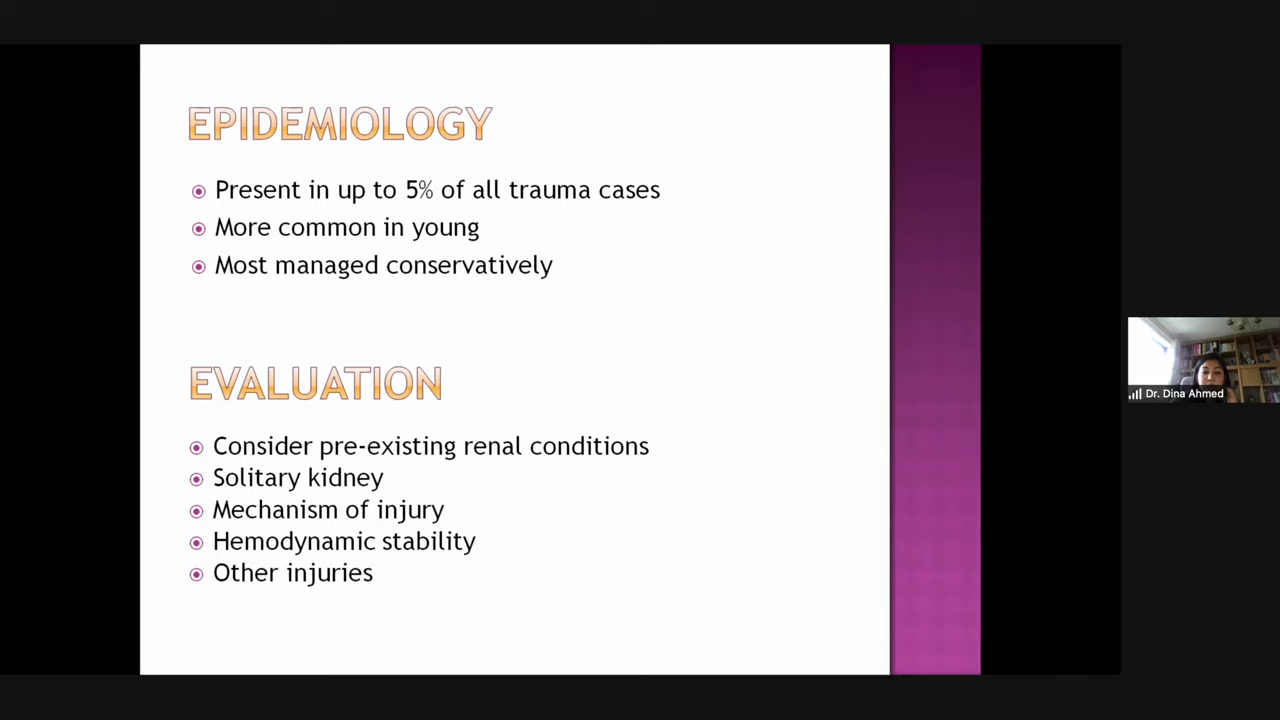 EPIDEMIOLOGY
Present in up to 5% of all trauma cases
More common in young
Most managed conservatively
EVALUATION
Consider pre-existing renal conditions
Solitary kidney
Mechanism of injury
Hemodynamic stability
Other injuries
Dr. Dina Ahmed